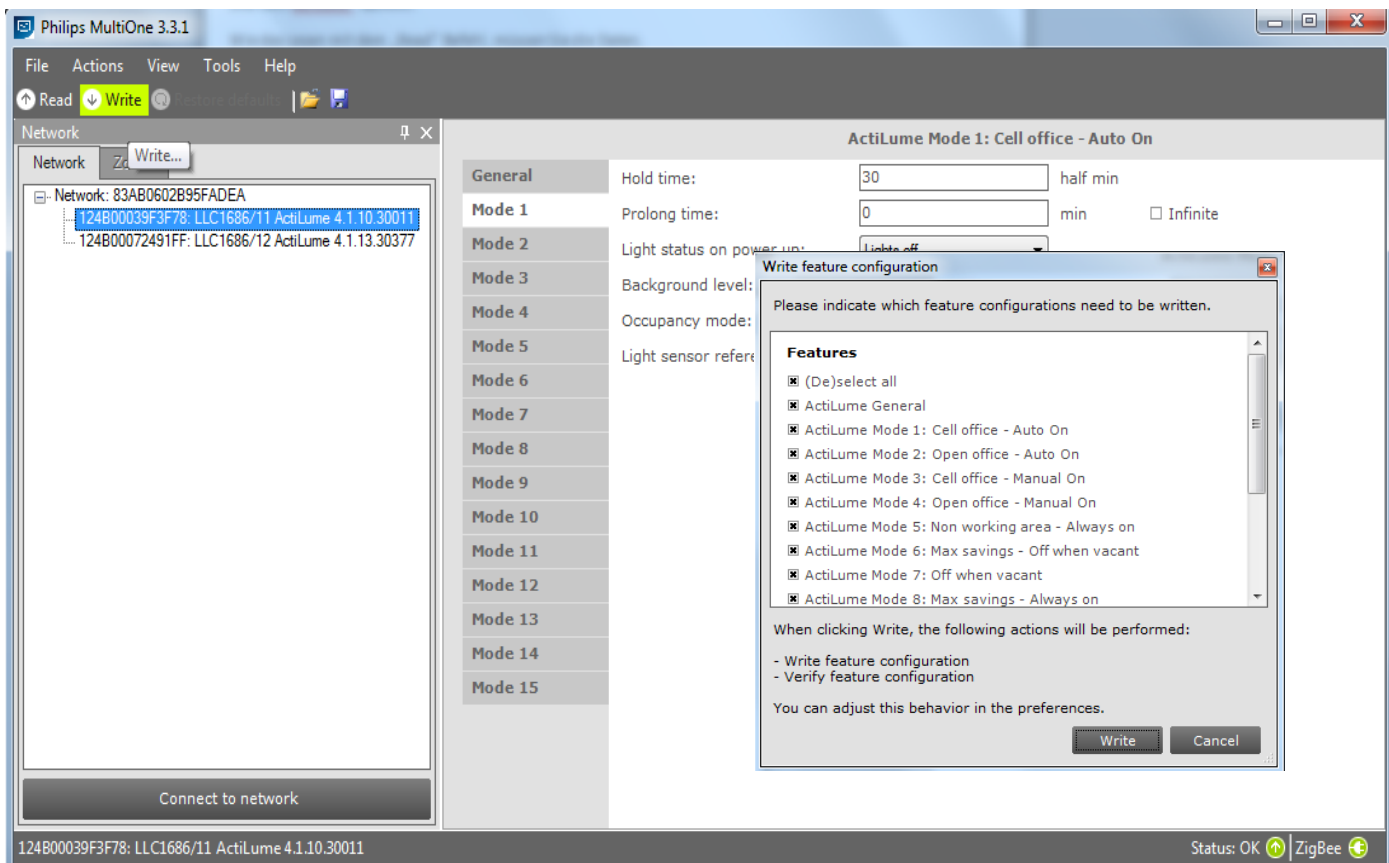 Philips MultiOne 3.3.1
File Actions View Tools Help
Read Write Restore defaults
Network
Network
Write...
Network: 83AB0602B95FADEA
124B00039F3F78: LLC1686/11 ActiLume 4.1.10.30011
124B00072491FF: LLC1686/12 ActiLume 4.1.13.30377
Connect to network
ActiLume Mode 1: Cell office - Auto On
General
Mode 1
Mode 2
Mode 3
Mode 4
Mode 5
Mode 6
Mode 7
Mode 8
Mode 9
Mode 10
Mode 11
Mode 12
Mode 13
Mode 14
Mode 15
Hold time: 30 half min
Prolong time: 0 min Infinite
Light status on power up: Lights off
Background level:
Occupancy mode:
Light sensor refere
Write feature configuration
Please indicate which feature configurations need to be written.
Features
(De)select all
ActiLume General
ActiLume Mode 1: Cell office - Auto On
ActiLume Mode 2: Open office - Auto On
ActiLume Mode 3: Cell office - Manual On
ActiLume Mode 4: Open office - Manual On
ActiLume Mode 5: Non working area - Always on
ActiLume Mode 6: Max savings - Off when vacant
ActiLume Mode 7: Off when vacant
ActiLume Mode 8: Max savings - Always on
When clicking Write, the following actions will be performed:
- Write feature configuration
- Verify feature configuration
You can adjust this behavior in the preferences.
Write Cancel
124B00039F3F78: LLC1686/11 ActiLume 4.1.10.30011
Status: OK ZigBee